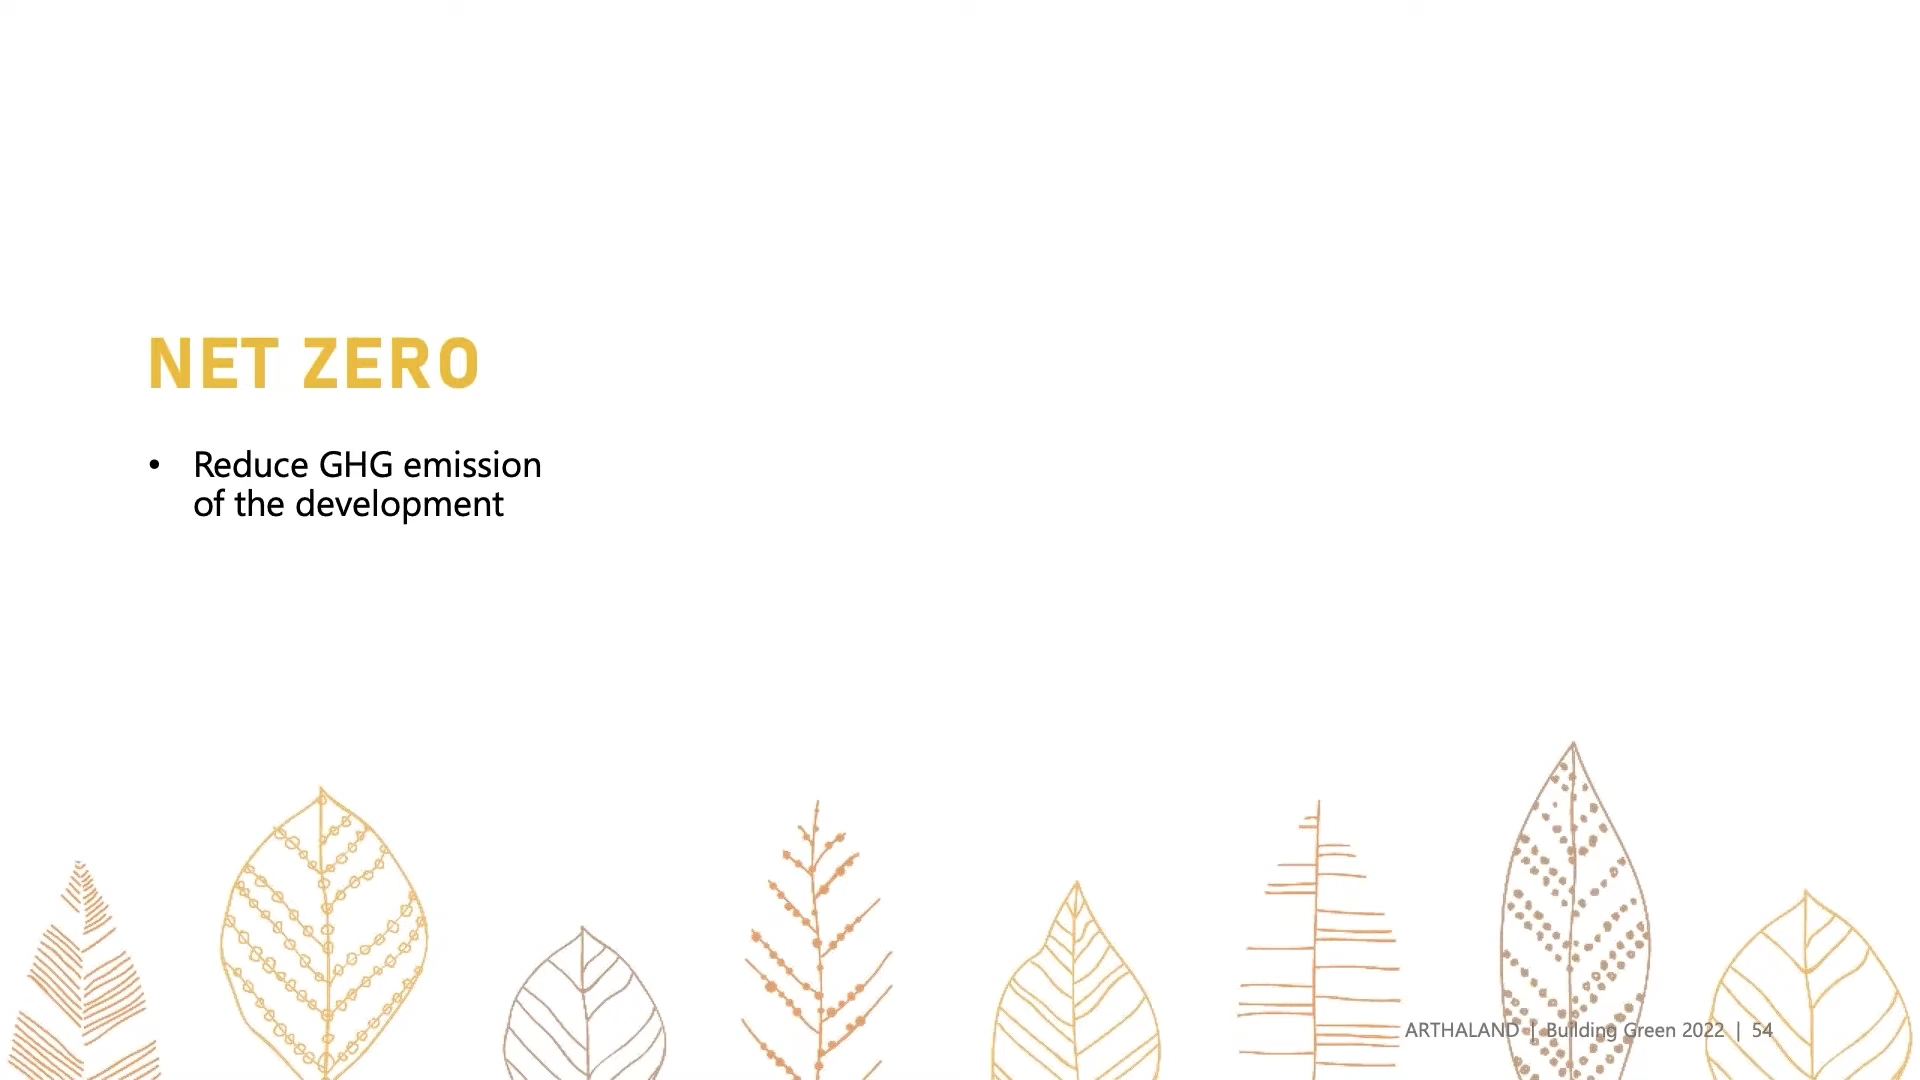 NET ZERO
• Reduce GHG emission
of the development
ARTHALAND | Building Green 2022 | 54